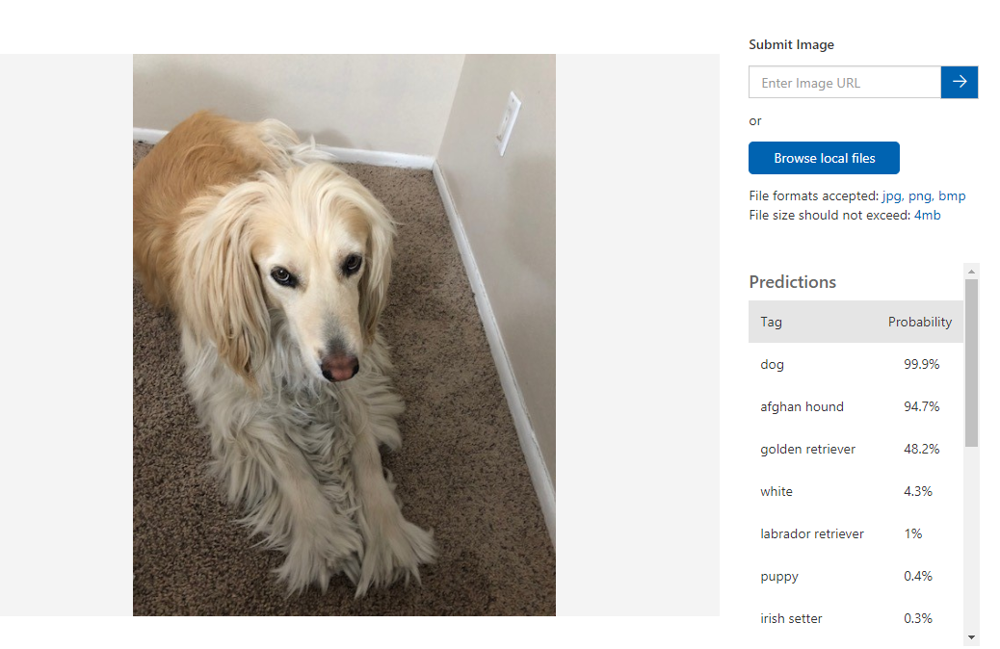 Submit Image
Enter Image URL
or
Browse local files
File formats accepted: jpg, png, bmp
File size should not exceed: 4mb
Predictions
Tag Probability
dog 99.9%
afghan hound 94.7%
golden retriever 48.2%
white 4.3%
labrador retriever 1%
puppy 0.4%
irish setter 0.3%